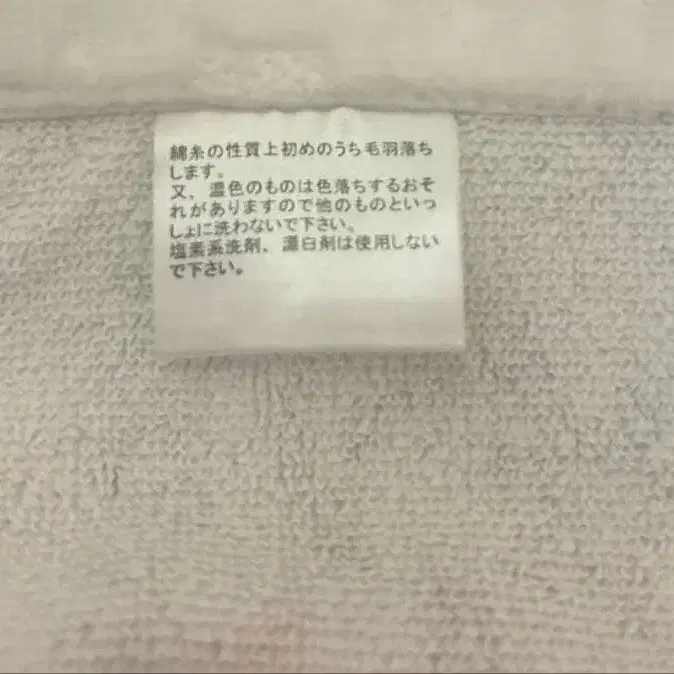 綿糸の性質上初めのうち毛羽落ち
します。
又、濃色のものは色落ちするおそ
れがありますので他のものといっ
しょに洗わないで下さい。
塩素系洗剤、漂白剤は使用しない
で下さい。